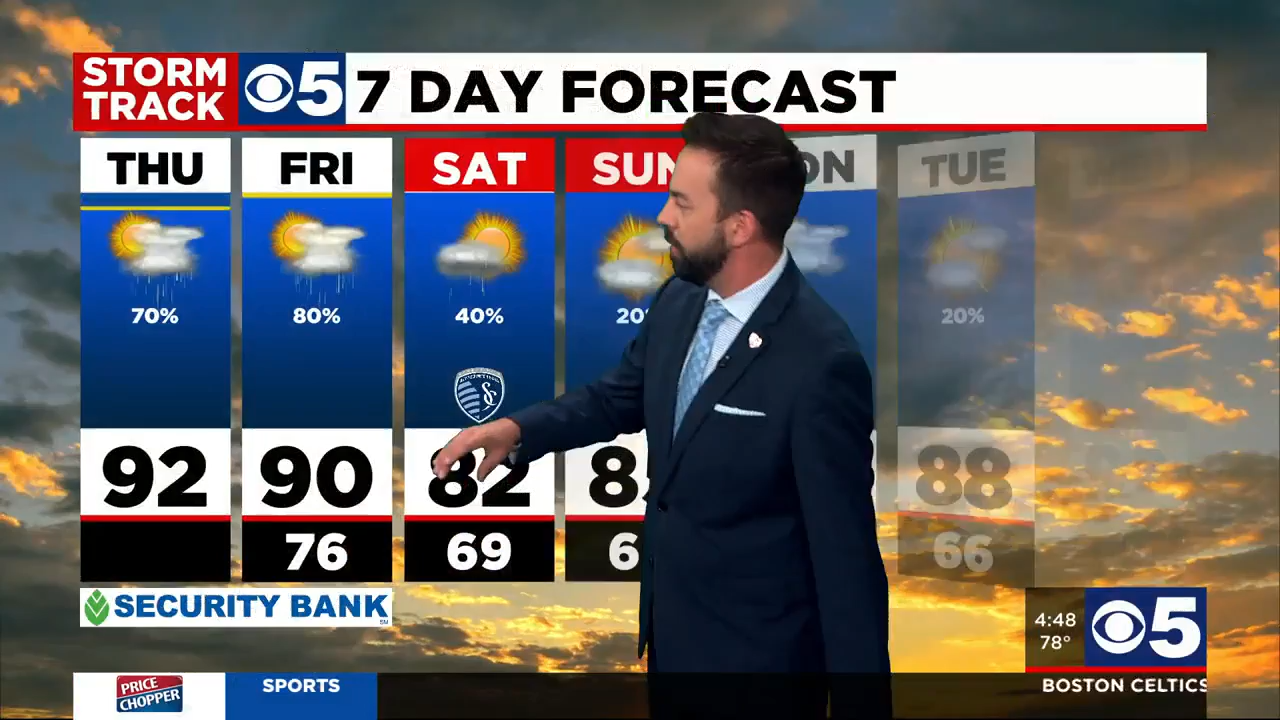 STORM
TRACK
5
7 DAY FORECAST
THU
FRI
SAT
SUN
TUE
70%
80%
40%
20%
92
90
82
88
76
69
66
SECURITY BANK
4:48
78°
5
PRICE
CHOPPER
SPORTS
BOSTON CELTICS